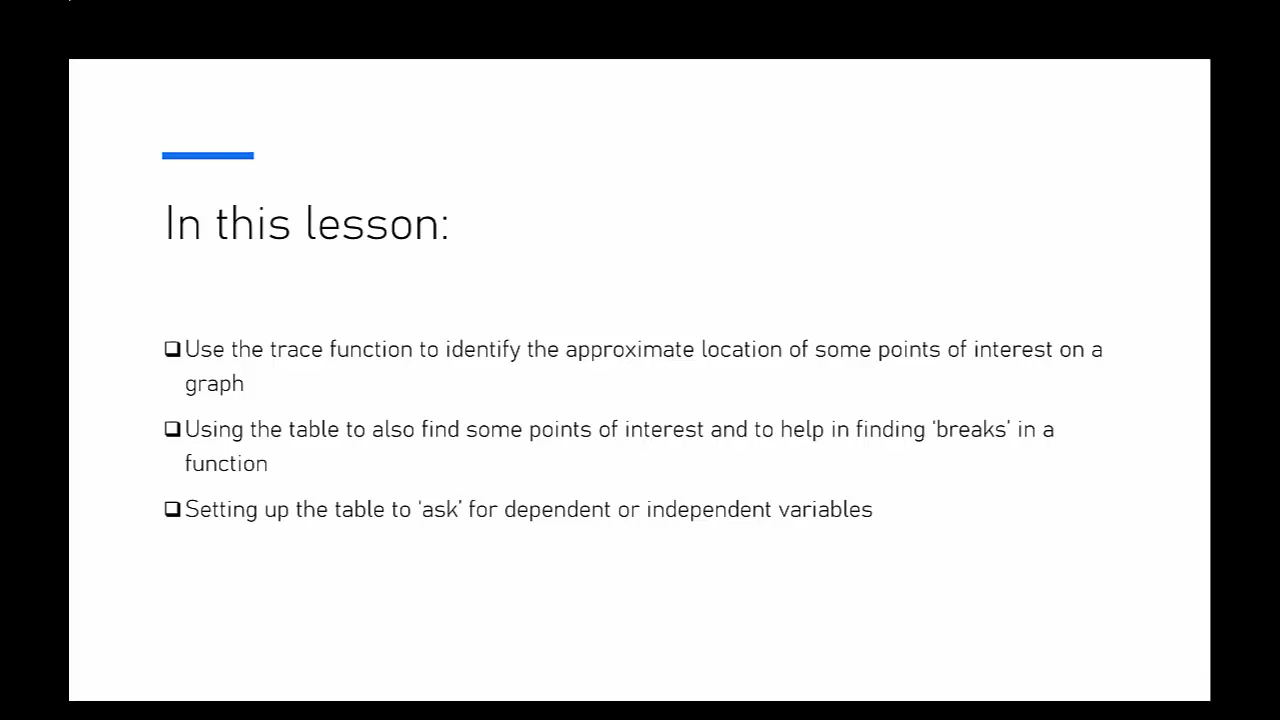 In this lesson:
❑Use the trace function to identify the approximate location of some points of interest on a
graph
❑Using the table to also find some points of interest and to help in finding ‘breaks’ in a
function
❑Setting up the table to ‘ask’ for dependent or independent variables